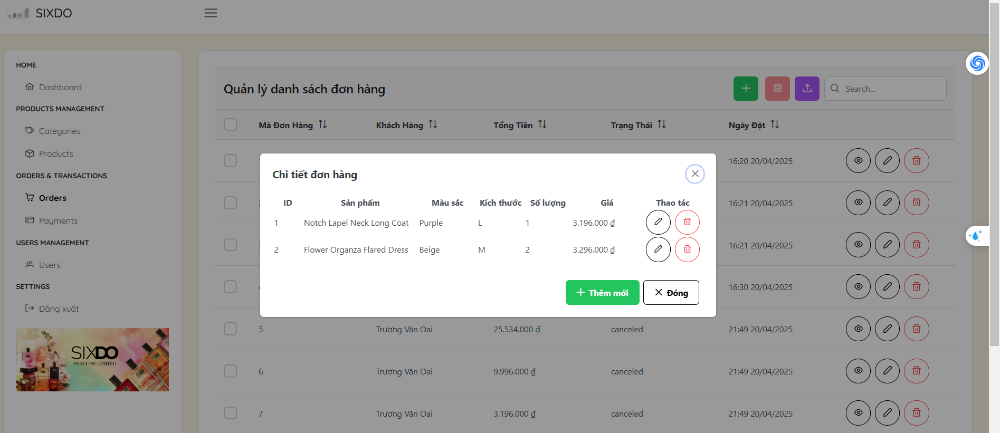 SIXDO
HOME
Dashboard
PRODUCTS MANAGEMENT
Categories
Products
ORDERS & TRANSACTIONS
Orders
Payments
USERS MANAGEMENT
Users
SETTINGS
Đăng xuất
SIXDO
PERFUME LIMITED
Quản lý danh sách đơn hàng
Search...
Mã Đơn Hàng Khách Hàng Tổng Tiền Trạng Thái Ngày Đặt
16:20 20/04/2025
16:21 20/04/2025
16:21 20/04/2025
16:30 20/04/2025
Chi tiết đơn hàng
ID Sản phẩm Màu sắc Kích thước Số lượng Giá Thao tác
1 Notch Lapel Neck Long Coat Purple L 1 3.196.000 ₫
2 Flower Organza Flared Dress Beige M 2 3.296.000 ₫
Thêm mới Đóng
5 Trương Văn Oai 25.534.000 ₫ canceled 21:49 20/04/2025
6 Trương Văn Oai 9.996.000 ₫ canceled 21:49 20/04/2025
7 Trương Văn Oai 3.196.000 ₫ canceled 21:49 20/04/2025